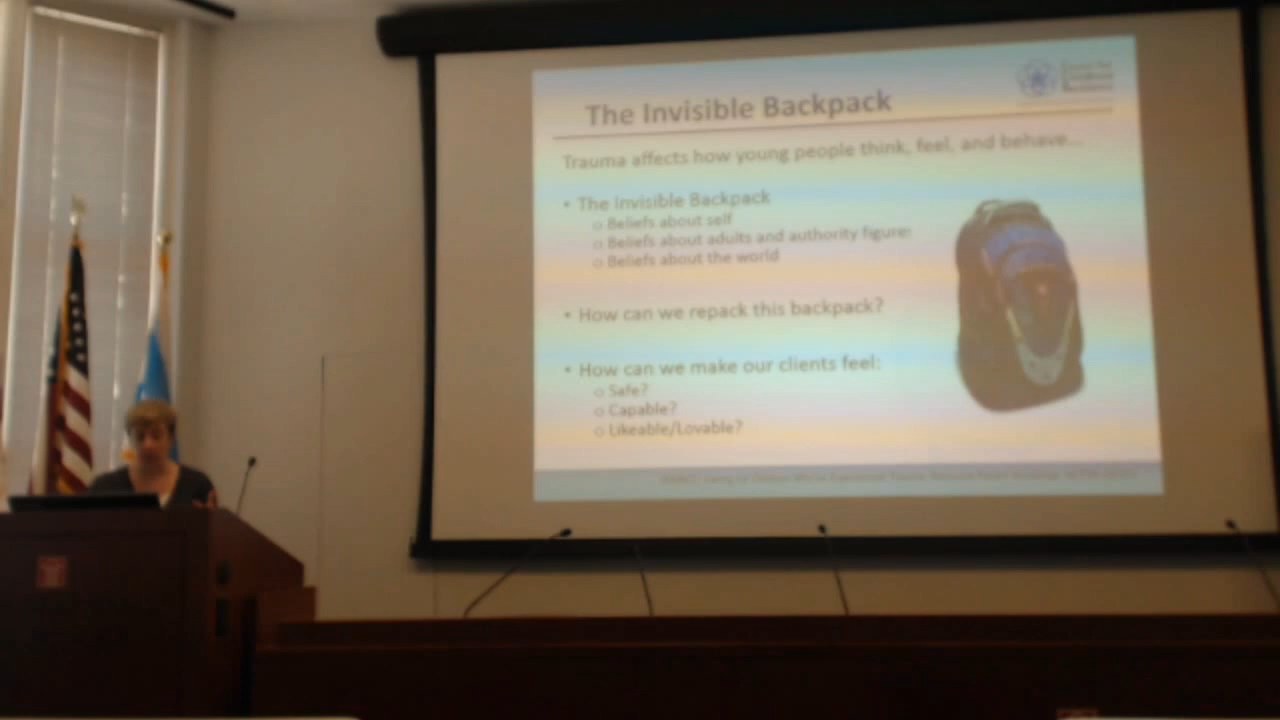 The Invisible Backpack
Trauma affects how young people think, feel, and behave...
• The Invisible Backpack
o Beliefs about self
o Beliefs about adults and authority figures
o Beliefs about the world
• How can we repack this backpack?
• How can we make our clients feel:
o Safe?
o Capable?
o Likeable/Lovable?